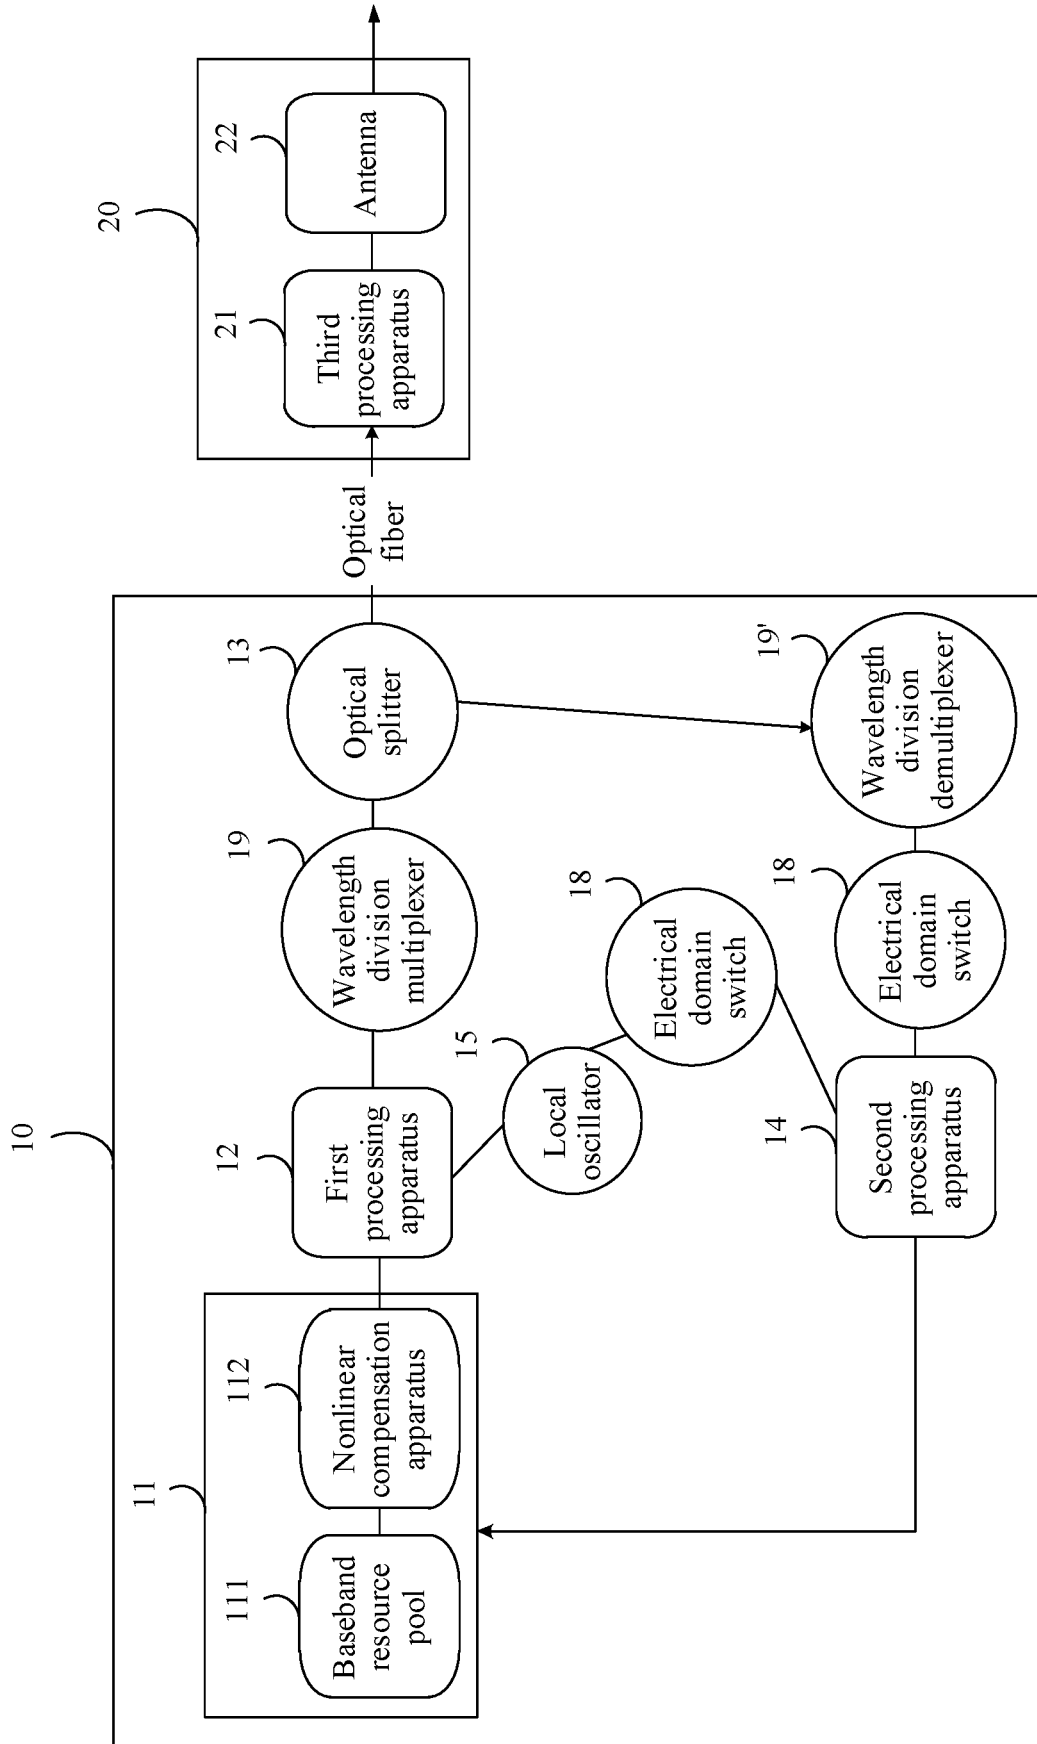 10
11
111
Baseband
resource
pool
112
Nonlinear
compensation
apparatus
12
First
processing
apparatus
19
Wavelength
division
multiplexer
13
Optical
splitter
Optical
fiber
20
21
Third
processing
apparatus
22
Antenna
15
Local
oscillator
18
Electrical
domain
switch
14
Second
processing
apparatus
18
Electrical
domain
switch
19'
Wavelength
division
demultiplexer